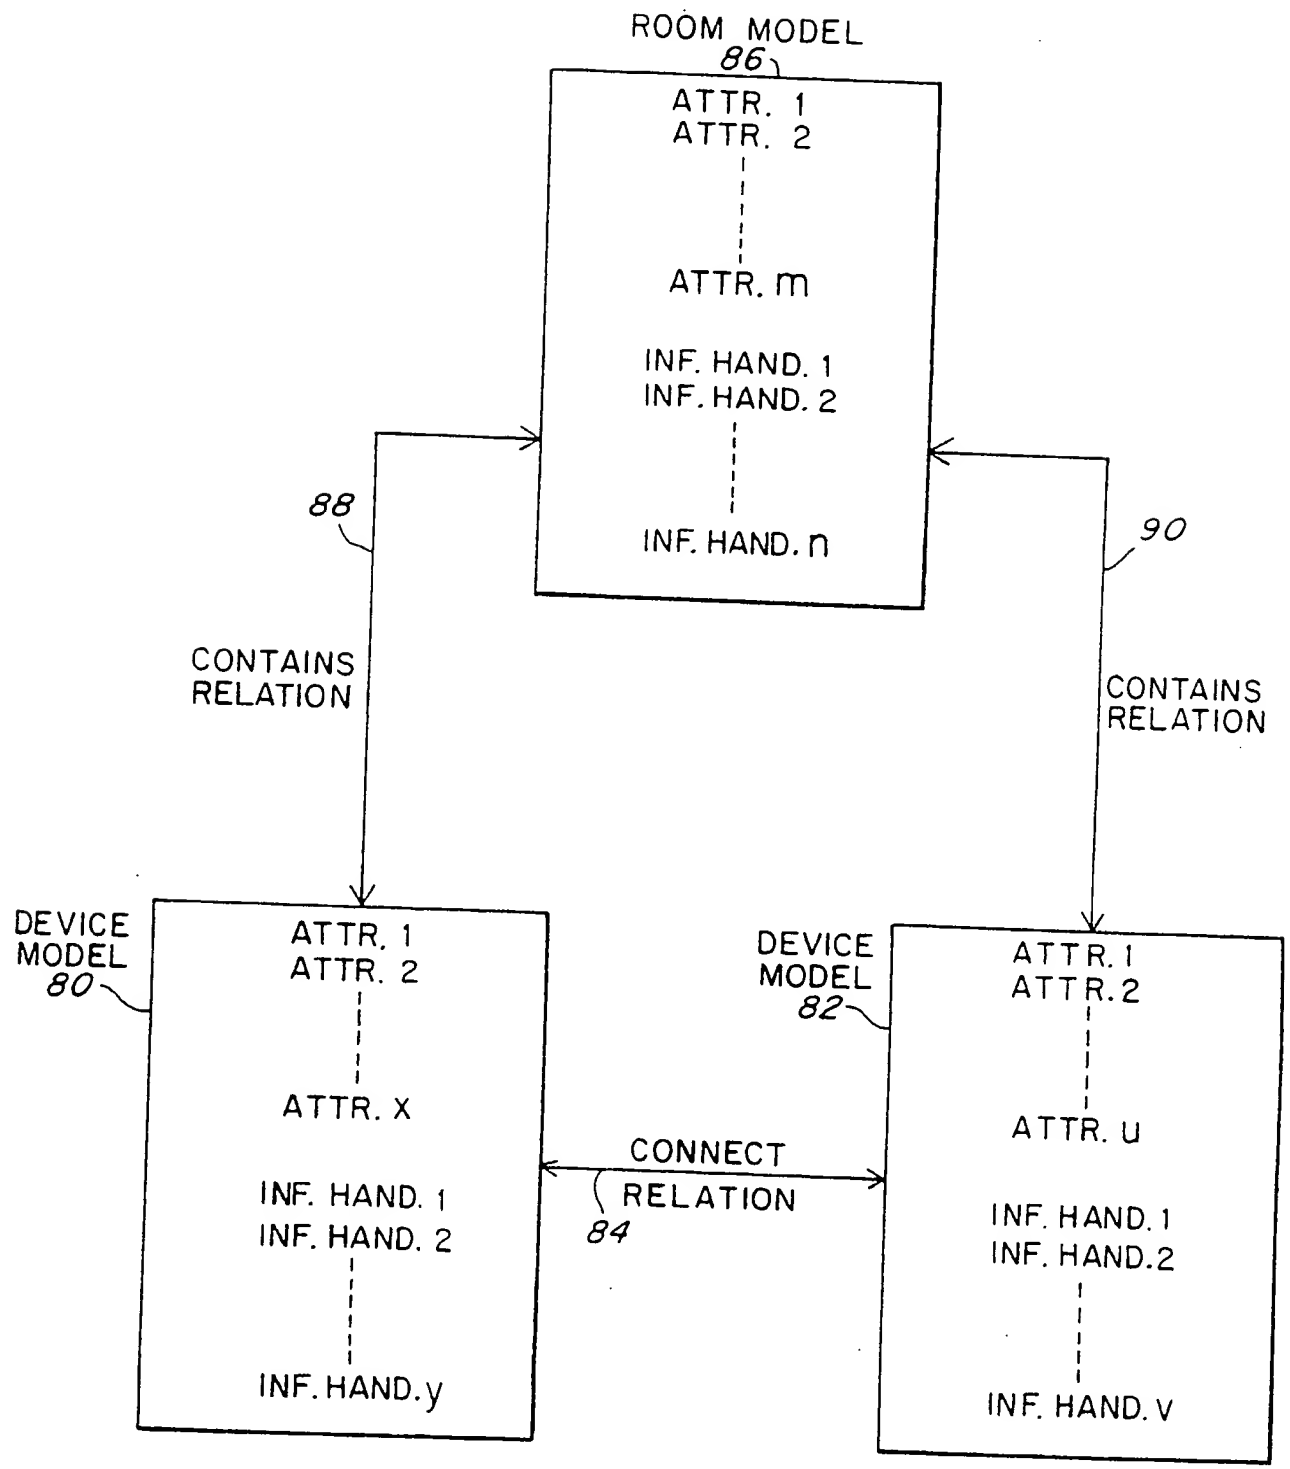 ROOM MODEL
86
ATTR. 1
ATTR. 2
ATTR. m
INF. HAND. 1
INF. HAND. 2
INF. HAND. n
88
CONTAINS
RELATION
90
CONTAINS
RELATION
DEVICE
MODEL
80
ATTR. 1
ATTR. 2
ATTR. x
INF. HAND. 1
INF. HAND. 2
INF. HAND. y
CONNECT
RELATION
84
DEVICE
MODEL
82
ATTR. 1
ATTR. 2
ATTR. u
INF. HAND. 1
INF. HAND. 2
INF. HAND. v